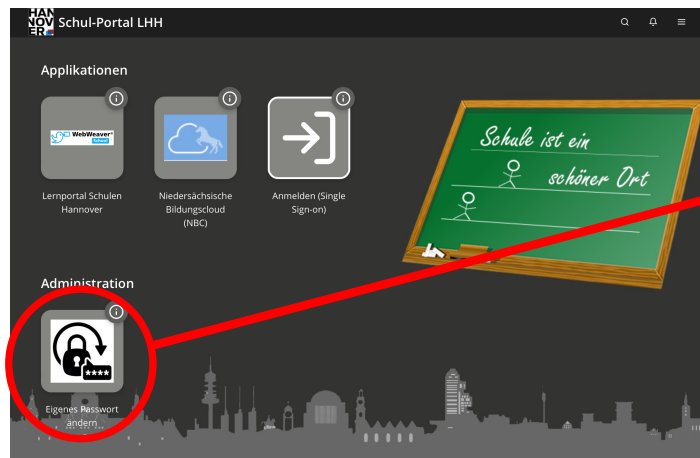 HAN
NOV
ER
Schul-Portal LHH
Applikationen
WebWeaver®
School
Lernportal Schulen
Hannover
Niedersächsische
Bildungscloud
(NBC)
Anmelden (Single
Sign-on)
Schule ist ein
schöner Ort
Administration
****
Eigenes Passwort
ändern